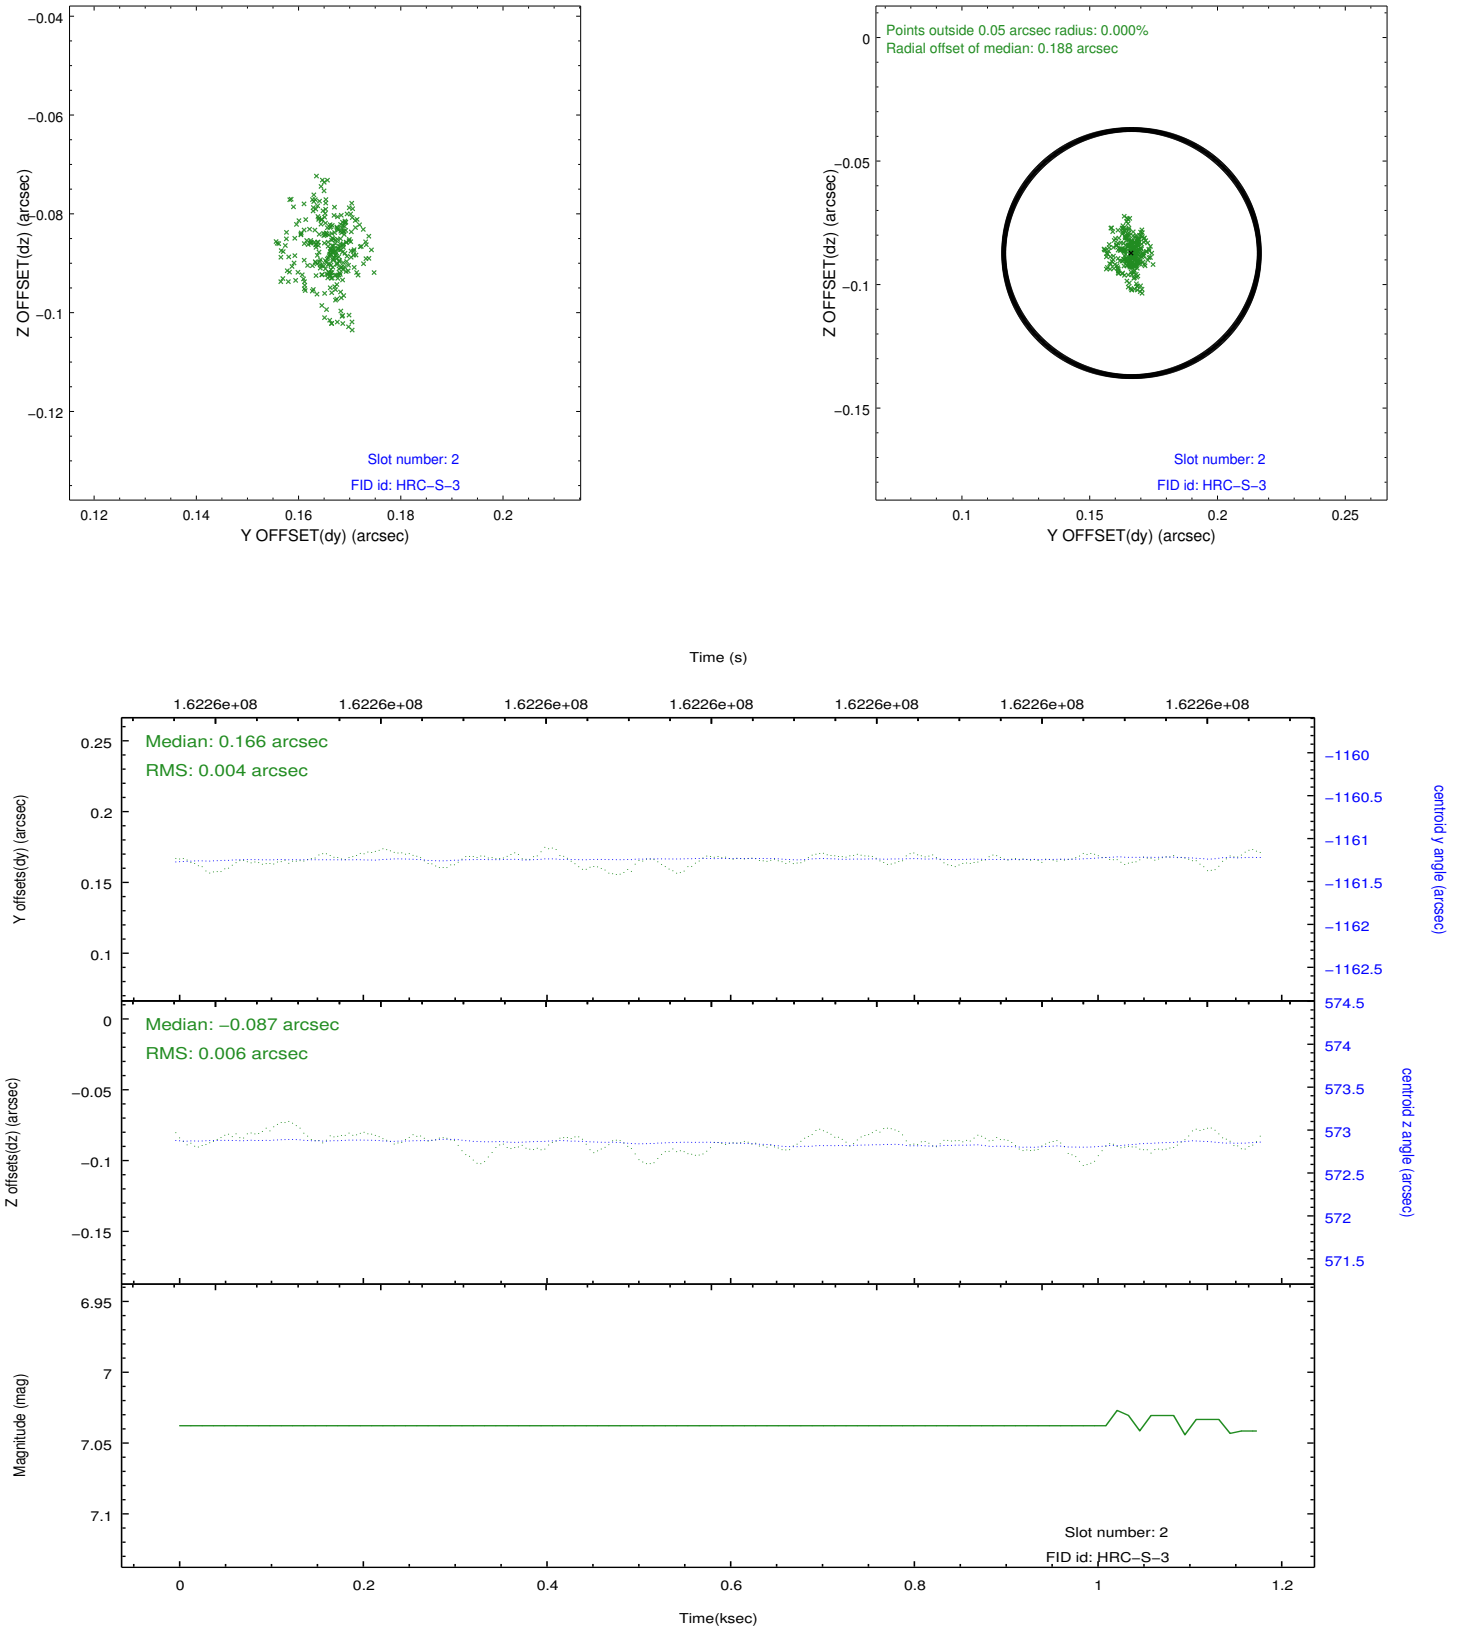 −0.04
−0.06
−0.08
−0.1
−0.12
Z OFFSET(dz) (arcsec)
Slot number: 2
FID id: HRC−S−3
0.12 0.14 0.16 0.18 0.2
Y OFFSET(dy) (arcsec)
Points outside 0.05 arcsec radius: 0.000%
Radial offset of median: 0.188 arcsec
0
−0.05
−0.1
−0.15
Z OFFSET(dz) (arcsec)
Slot number: 2
FID id: HRC−S−3
0.1 0.15 0.2 0.25
Y OFFSET(dy) (arcsec)
Time (s)
1.6226e+08 1.6226e+08 1.6226e+08 1.6226e+08 1.6226e+08 1.6226e+08 1.6226e+08
Median: 0.166 arcsec
RMS: 0.004 arcsec
0.25
0.2
0.15
0.1
Y offsets(dy) (arcsec)
−1160
−1160.5
−1161
−1161.5
−1162
−1162.5
centroid y angle (arcsec)
Median: −0.087 arcsec
RMS: 0.006 arcsec
0
−0.05
−0.1
−0.15
Z offsets(dz) (arcsec)
574.5
574
573.5
573
572.5
572
571.5
centroid z angle (arcsec)
6.95
7
7.05
7.1
Magnitude (mag)
Slot number: 2
FID id: HRC−S−3
0 0.2 0.4 0.6 0.8 1 1.2
Time(ksec)